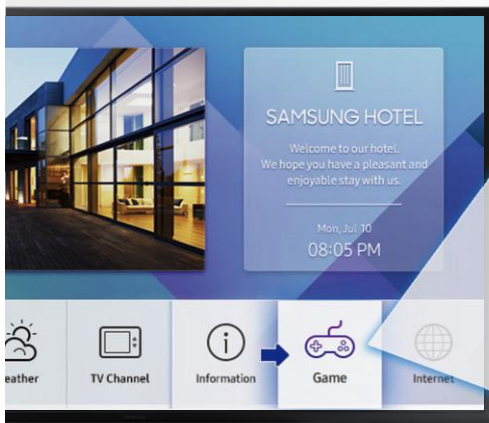 SAMSUNG HOTEL
Welcome to our hotel.
We hope you have a pleasant and
enjoyable stay with us.
Mon, Jul 10
08:05 PM
eather
TV Channel
Information
Game
Internet